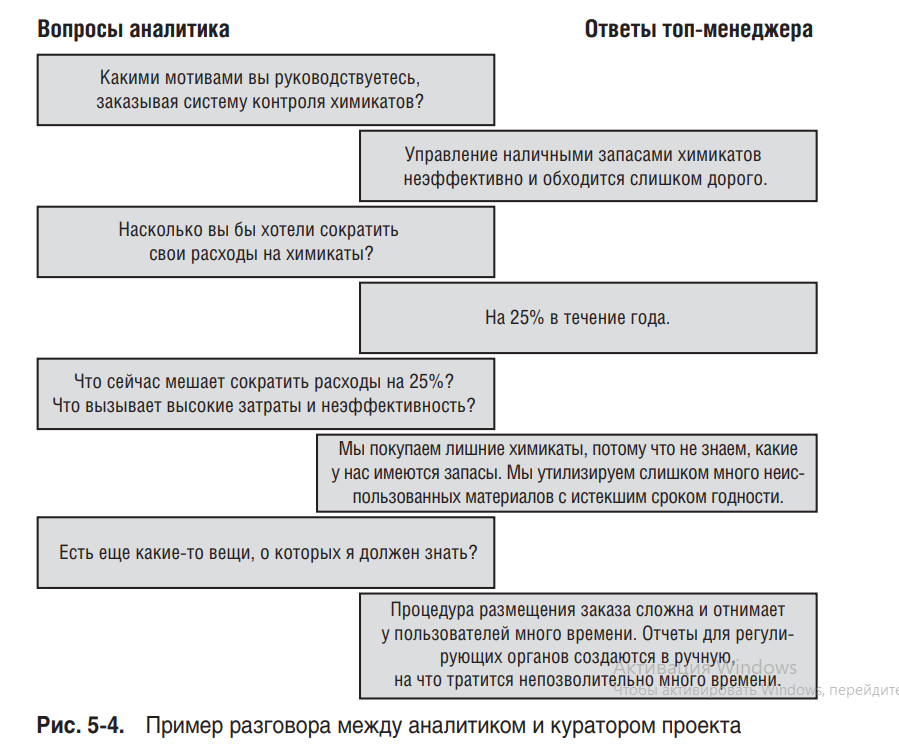 Вопросы аналитика
Ответы топ-менеджера
Какими мотивами вы руководствуетесь,
заказывая систему контроля химикатов?
Управление наличными запасами химикатов
неэффективно и обходится слишком дорого.
Насколько вы бы хотели сократить
свои расходы на химикаты?
На 25% в течение года.
Что сейчас мешает сократить расходы на 25%?
Что вызывает высокие затраты и неэффективность?
Мы покупаем лишние химикаты, потому что не знаем, какие
у нас имеются запасы. Мы утилизируем слишком много неис-
пользованных материалов с истекшим сроком годности.
Есть еще какие-то вещи, о которых я должен знать?
Процедура размещения заказа сложна и отнимает
у пользователей много времени. Отчеты для регули-
рующих органов создаются в ручную,
на что тратится непозволительно много времени.
Активация Windows
Чтобы активировать Windows, перейдите
Рис. 5-4. Пример разговора между аналитиком и куратором проекта